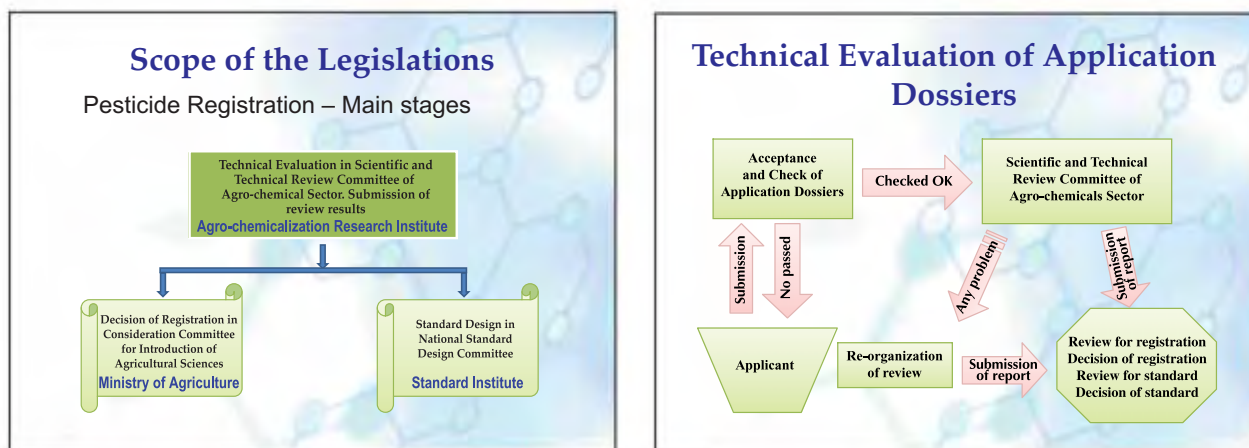 Scope of the Legislations
Pesticide Registration – Main stages
Technical Evaluation in Scientific and
Technical Review Committee of
Agro-chemical Sector. Submission of
review results
Agro-chemicalization Research Institute
Decision of Registration in
Consideration Committee
for Introduction of
Agricultural Sciences
Ministry of Agriculture
Standard Design in
National Standard
Design Committee
Standard Institute
Technical Evaluation of Application
Dossiers
Acceptance
and Check of
Application Dossiers
Checked OK
Scientific and Technical
Review Committee of
Agro-chemicals Sector
Submission
No passed
Any problem
Submission
of report
Applicant
Re-organization
of review
Submission
of report
Review for registration
Decision of registration
Review for standard
Decision of standard